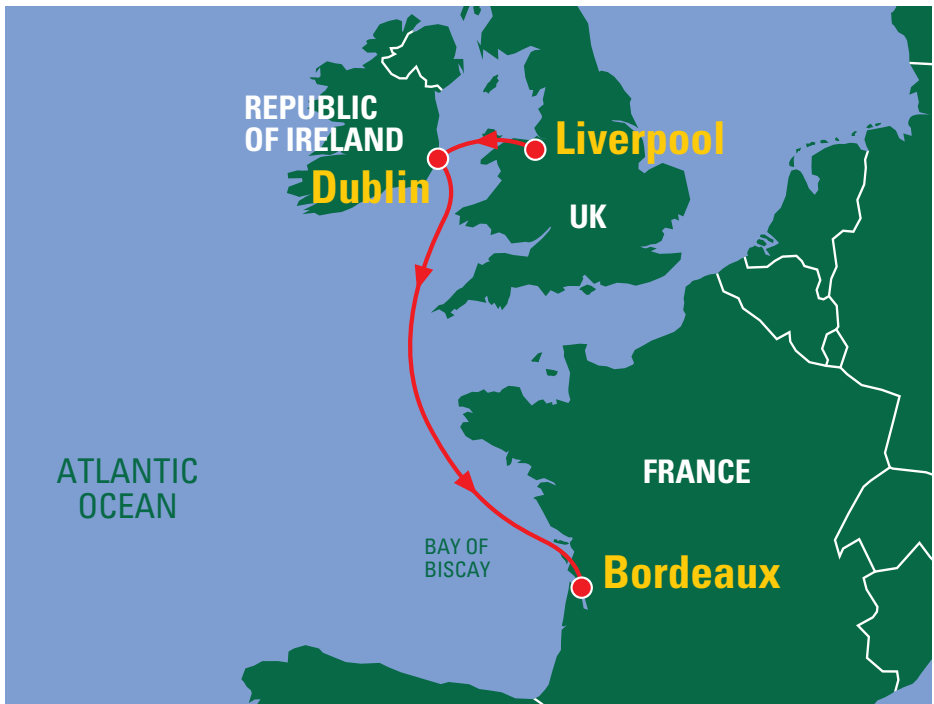 REPUBLIC
OF IRELAND
Dublin
Liverpool
UK
ATLANTIC
OCEAN
FRANCE
BAY OF
BISCAY
Bordeaux